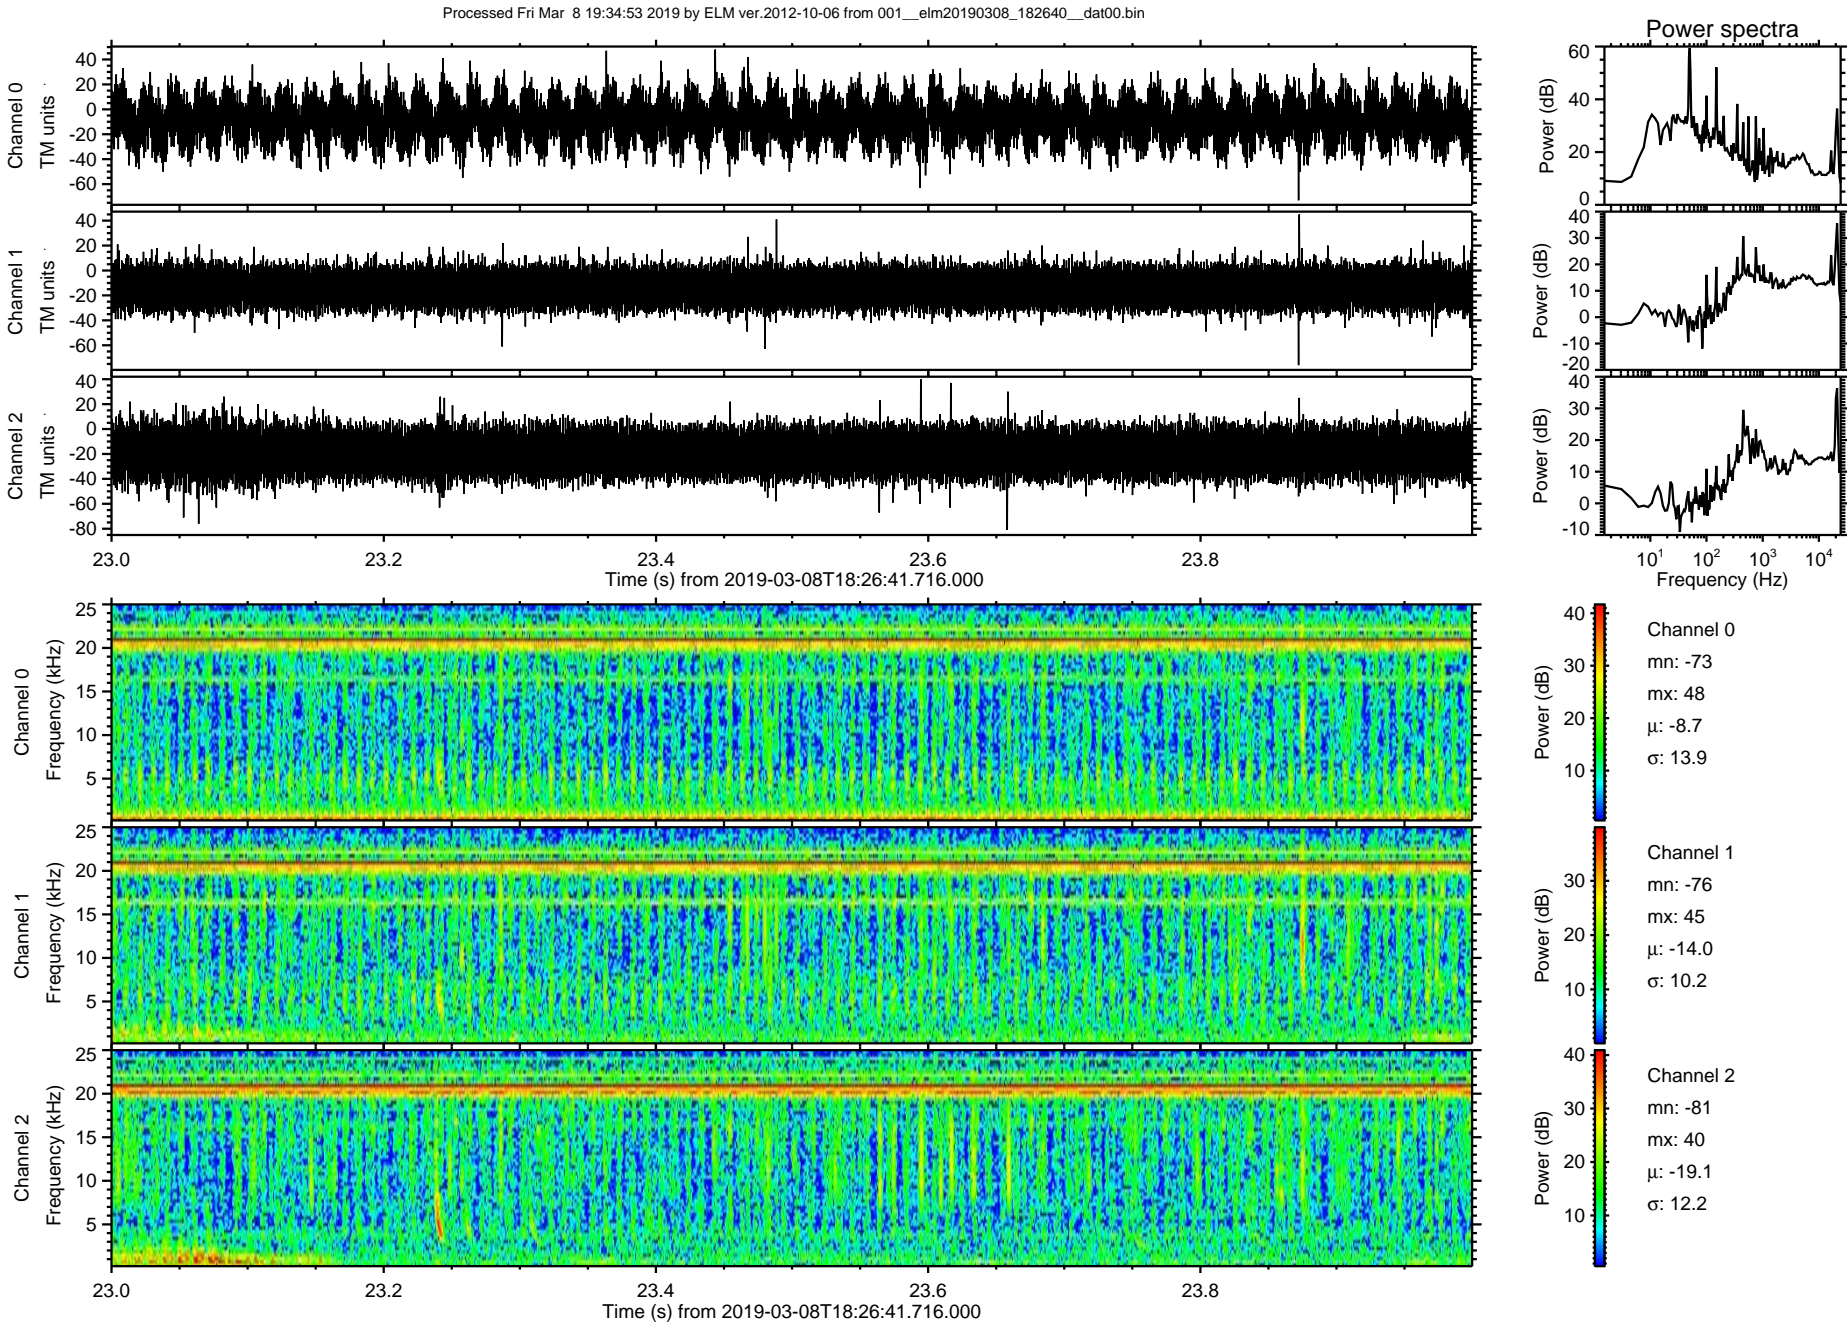 Processed Fri Mar 8 19:34:53 2019 by ELM ver.2012-10-06 from 001__elm20190308_182640__dat00.bin
Power spectra
Channel 0
TM units
40
20
0
-20
-40
-60
Power (dB)
60
40
20
0
Channel 1
TM units
40
20
0
-20
-40
-60
Power (dB)
40
30
20
10
0
-10
-20
Channel 2
TM units
40
20
0
-20
-40
-60
-80
Power (dB)
40
30
20
10
0
-10
23.0 23.2 23.4 23.6 23.8
Time (s) from 2019-03-08T18:26:41.716.000
10¹ 10² 10³ 10⁴
Frequency (Hz)
Channel 0
Frequency (kHz)
25
20
15
10
5
Power (dB)
40
30
20
10
Channel 0
mn: -73
mx: 48
μ: -8.7
σ: 13.9
Channel 1
Frequency (kHz)
25
20
15
10
5
Power (dB)
30
20
10
Channel 1
mn: -76
mx: 45
μ: -14.0
σ: 10.2
Channel 2
Frequency (kHz)
25
20
15
10
5
Power (dB)
40
30
20
10
Channel 2
mn: -81
mx: 40
μ: -19.1
σ: 12.2
23.0 23.2 23.4 23.6 23.8
Time (s) from 2019-03-08T18:26:41.716.000